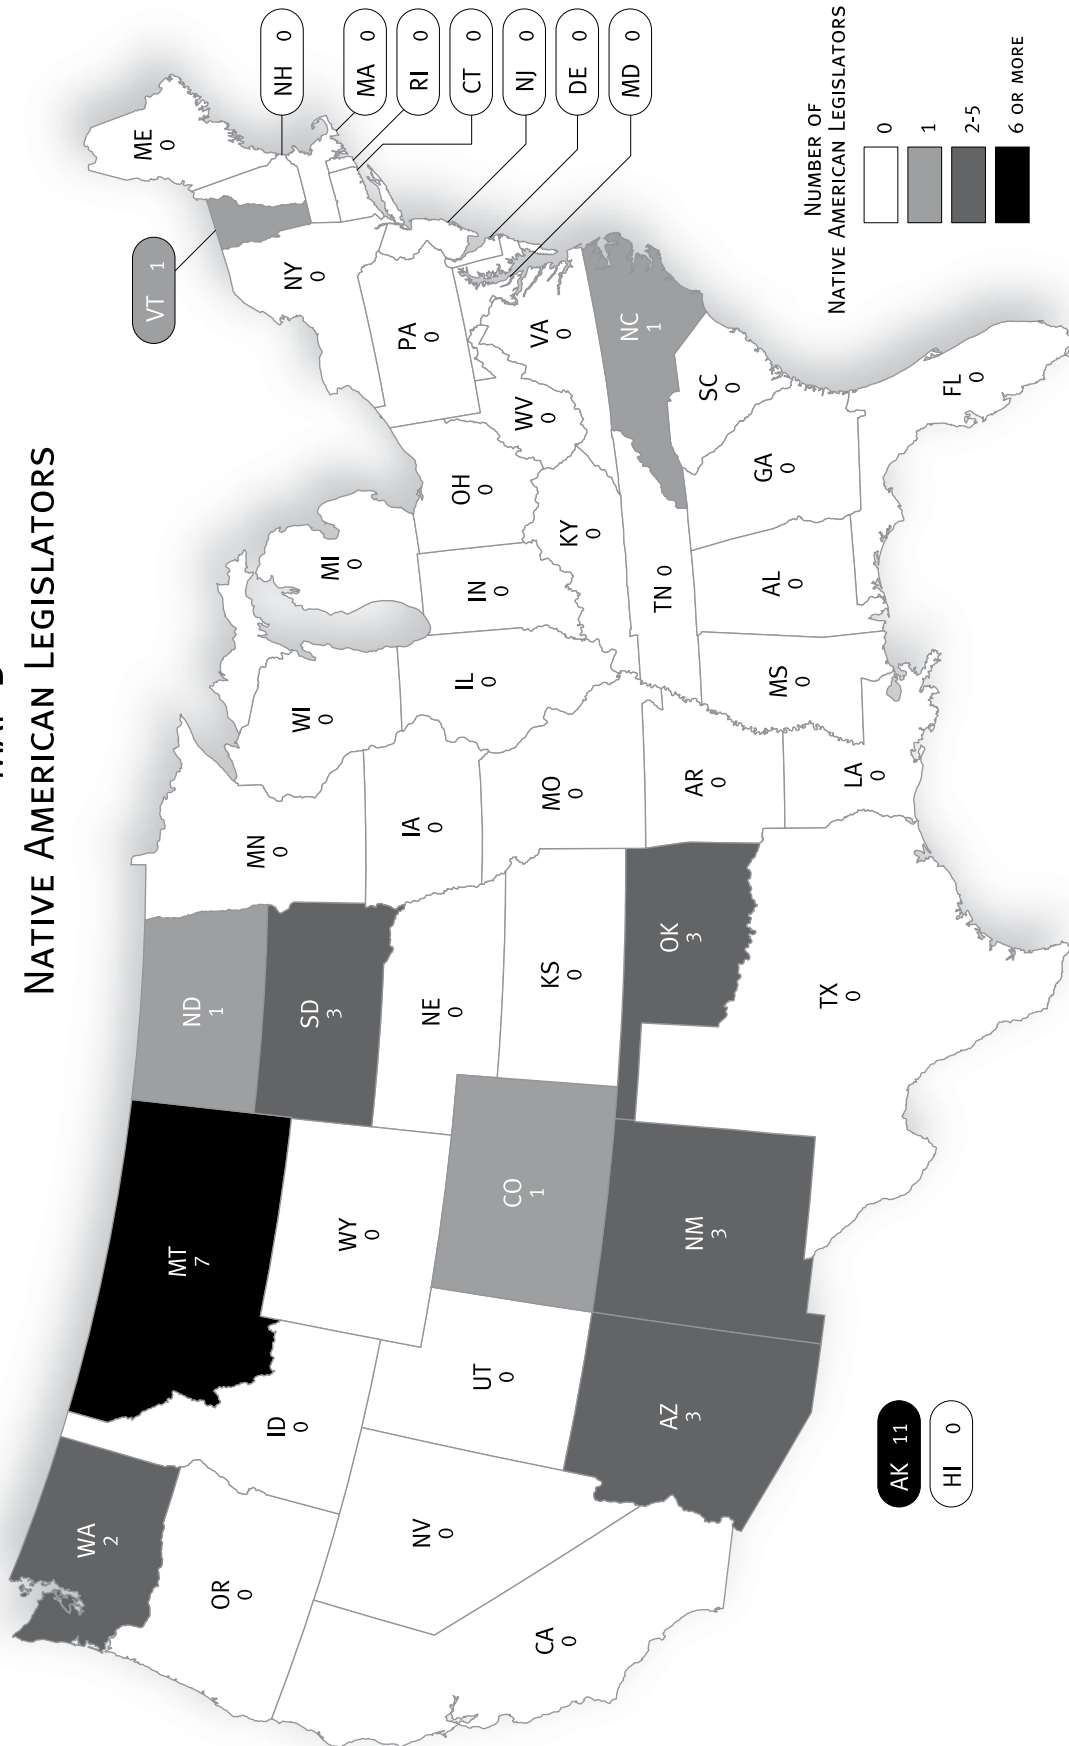 NATIVE AMERICAN LEGISLATORS
WA
2
OR
0
CA
0
NV
0
ID
0
MT
7
WY
0
UT
0
AZ
3
CO
1
NM
3
ND
1
SD
3
NE
0
KS
0
OK
3
TX
0
MN
0
IA
0
MO
0
AR
0
LA
0
WI
0
IL
0
MS
0
MI
0
IN
0
OH
0
KY
0
TN 0
AL
0
GA
0
FL
0
SC
0
NC
1
VA
0
WV
0
PA
0
NY
0
VT 1
ME
0
NH 0
MA 0
RI 0
CT 0
NJ 0
DE 0
MD 0
AK 11
HI 0
NUMBER OF
NATIVE AMERICAN LEGISLATORS
0
1
2-5
6 OR MORE